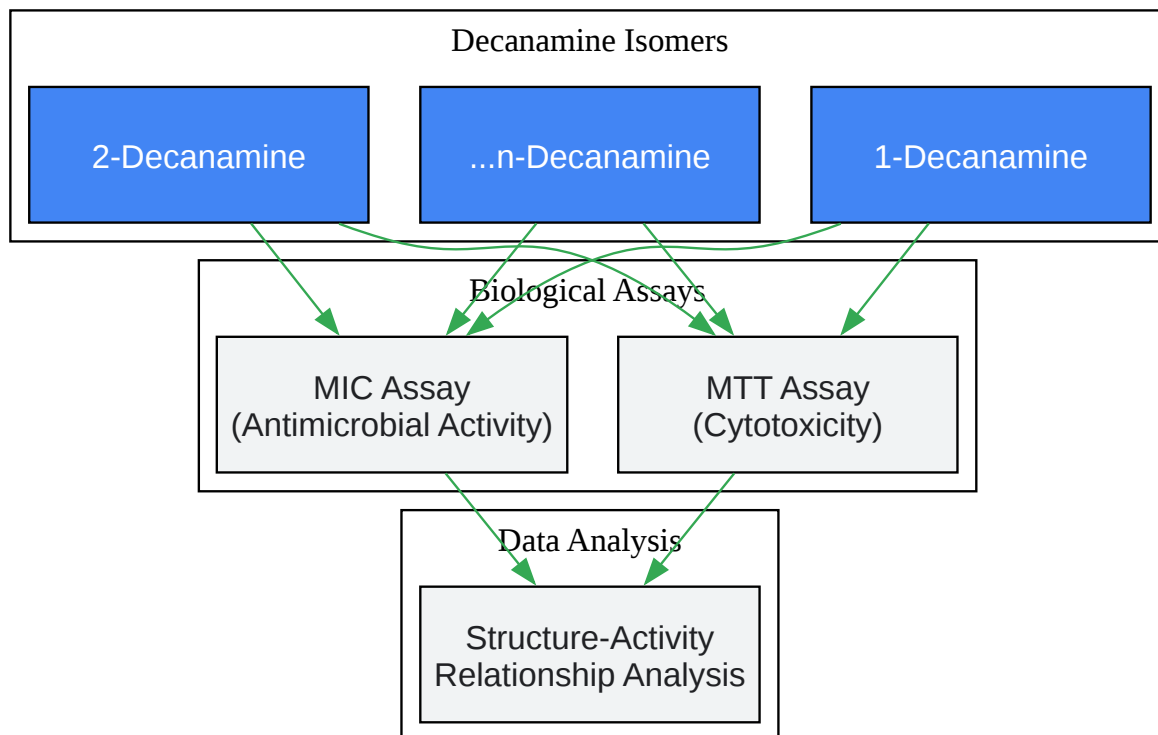 Decanamine Isomers
2-Decanamine
...n-Decanamine
1-Decanamine
Biological Assays
MIC Assay
(Antimicrobial Activity)
MTT Assay
(Cytotoxicity)
Data Analysis
Structure-Activity
Relationship Analysis